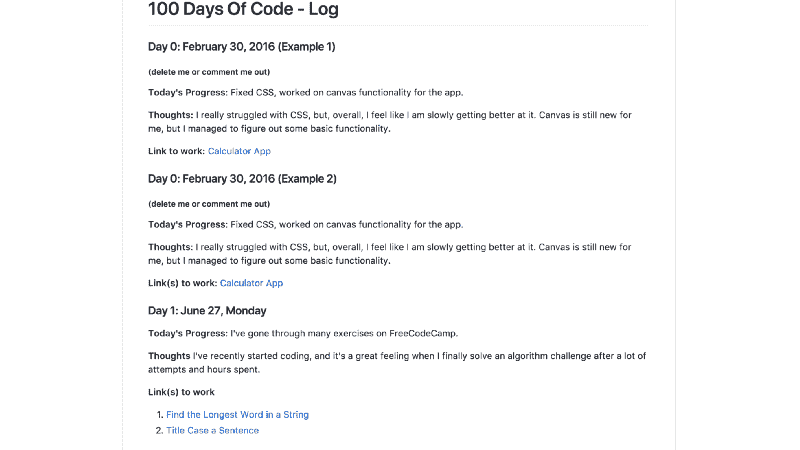 100 Days Of Code - Log
Day 0: February 30, 2016 (Example 1)
(delete me or comment me out)
Today's Progress: Fixed CSS, worked on canvas functionality for the app.
Thoughts: I really struggled with CSS, but, overall, I feel like I am slowly getting better at it. Canvas is still new for
me, but I managed to figure out some basic functionality.
Link to work: Calculator App
Day 0: February 30, 2016 (Example 2)
(delete me or comment me out)
Today's Progress: Fixed CSS, worked on canvas functionality for the app.
Thoughts: I really struggled with CSS, but, overall, I feel like I am slowly getting better at it. Canvas is still new for
me, but I managed to figure out some basic functionality.
Link(s) to work: Calculator App
Day 1: June 27, Monday
Today's Progress: I've gone through many exercises on FreeCodeCamp.
Thoughts I've recently started coding, and it's a great feeling when I finally solve an algorithm challenge after a lot of
attempts and hours spent.
Link(s) to work
1. Find the Longest Word in a String
2. Title Case a Sentence